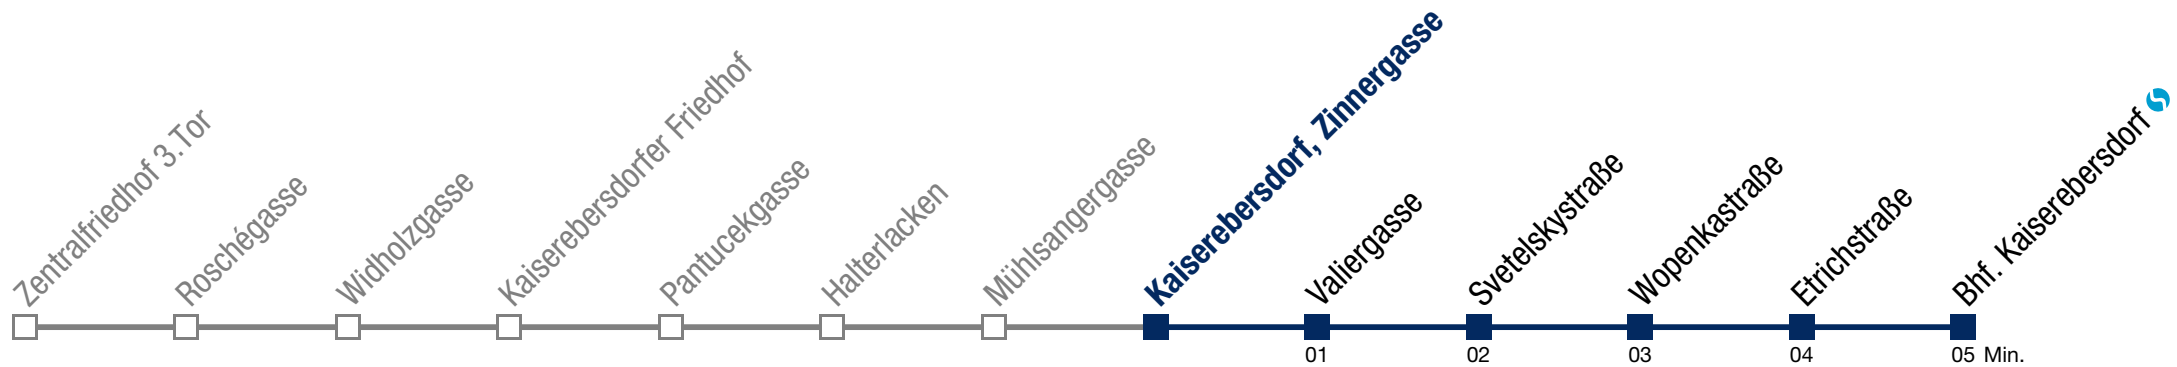 Zentralfriedhof 3.Tor
Roschégasse
Widholzgasse
Kaiserebersdorfer Friedhof
Pantucekgasse
Halterlacken
Mühlsangergasse
Kaiserebersdorf, Zinnergasse
Valiergasse
Svetelskystraße
Wopenkastraße
Etrichstraße
Bhf. Kaiserebersdorf
01 02 03 04 05 Min.